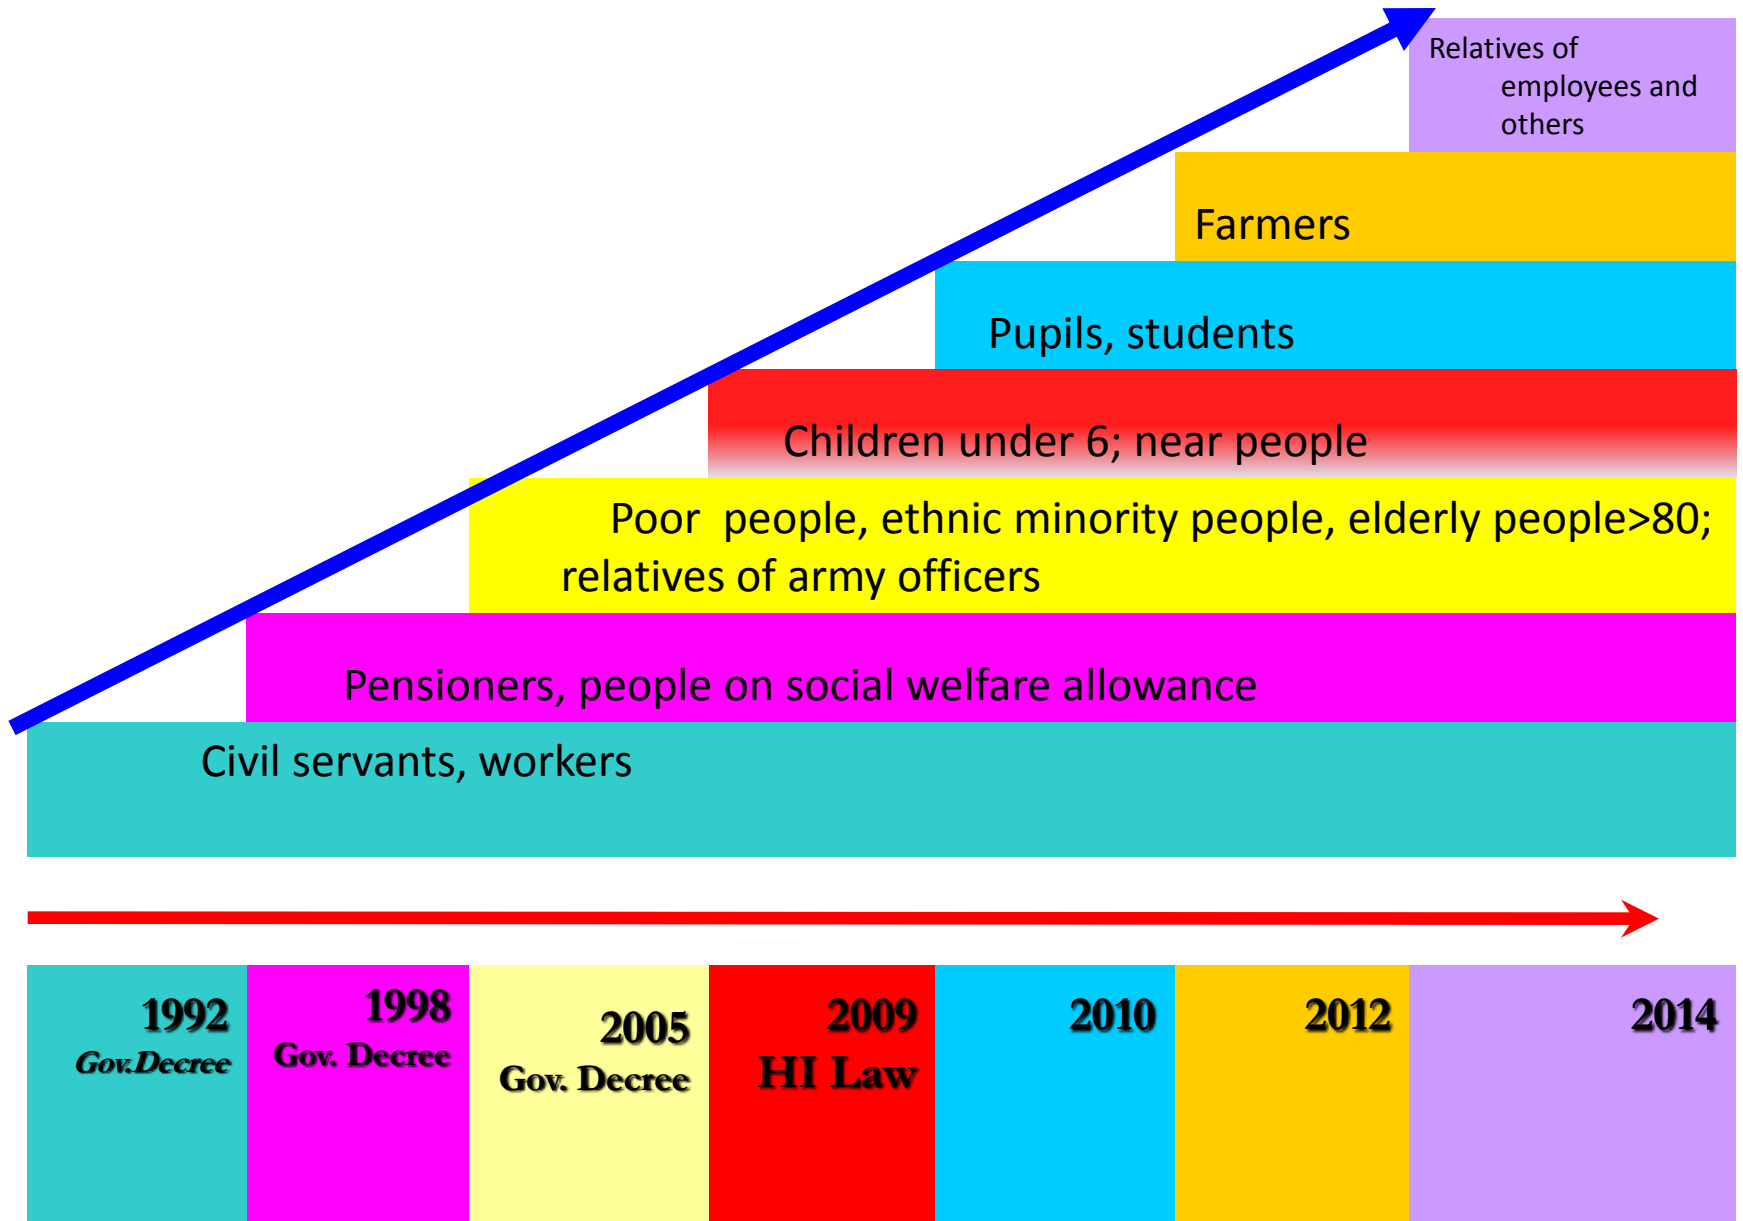 Relatives of
employees and
others
Farmers
Pupils, students
Children under 6; near people
Poor people, ethnic minority people, elderly people>80;
relatives of army officers
Pensioners, people on social welfare allowance
Civil servants, workers
1992
Gov.Decree
1998
Gov. Decree
2005
Gov. Decree
2009
HI Law
2010
2012
2014